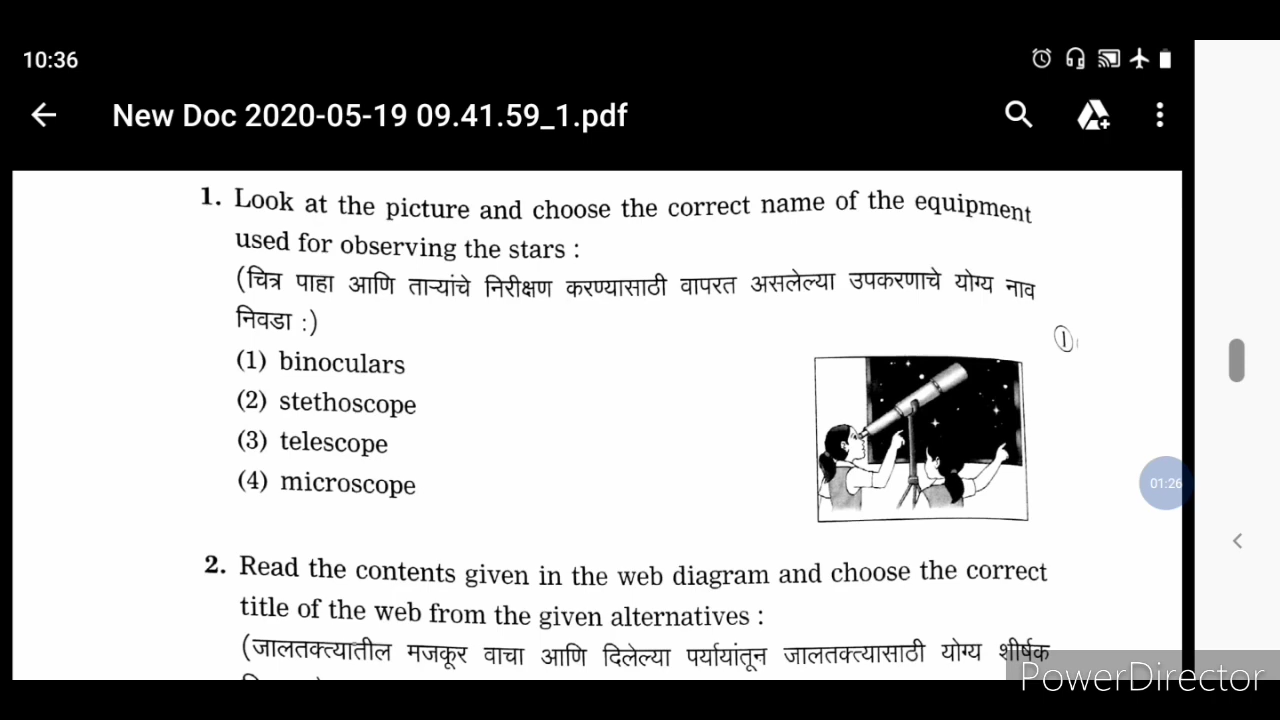 10:36
New Doc 2020-05-19 09.41.59_1.pdf
1. Look at the picture and choose the correct name of the equipment
used for observing the stars :
(चित्र पाहा आणि ताऱ्यांचे निरीक्षण करण्यासाठी वापरत असलेल्या उपकरणाचे योग्य नाव
निवडा :)
1
(1) binoculars
(2) stethoscope
(3) telescope
(4) microscope
01:26
2. Read the contents given in the web diagram and choose the correct
title of the web from the given alternatives :
(जालतक्त्यातील मजकूर वाचा आणि दिलेल्या पर्यायांतून जालतक्त्यासाठी योग्य शीर्षक
PowerDirector